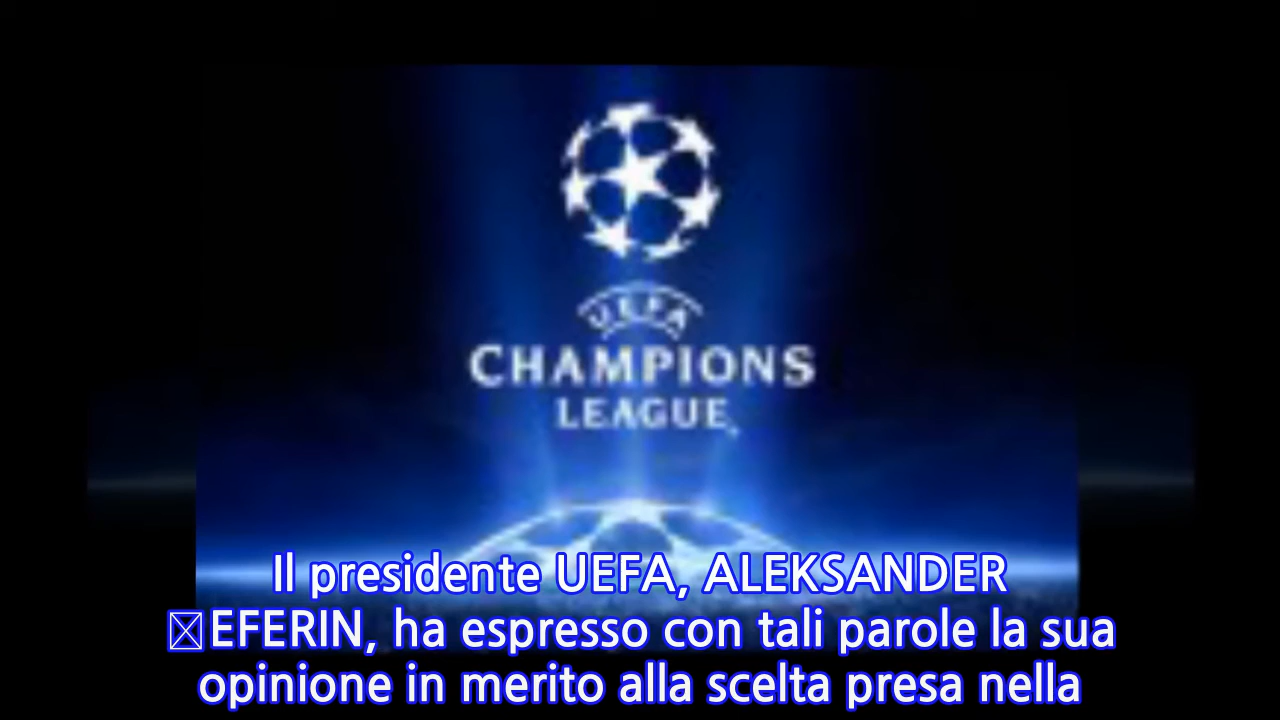 UEFA
CHAMPIONS
LEAGUE
Il presidente UEFA, ALEKSANDER
☒EFERIN, ha espresso con tali parole la sua
opinione in merito alla scelta presa nella